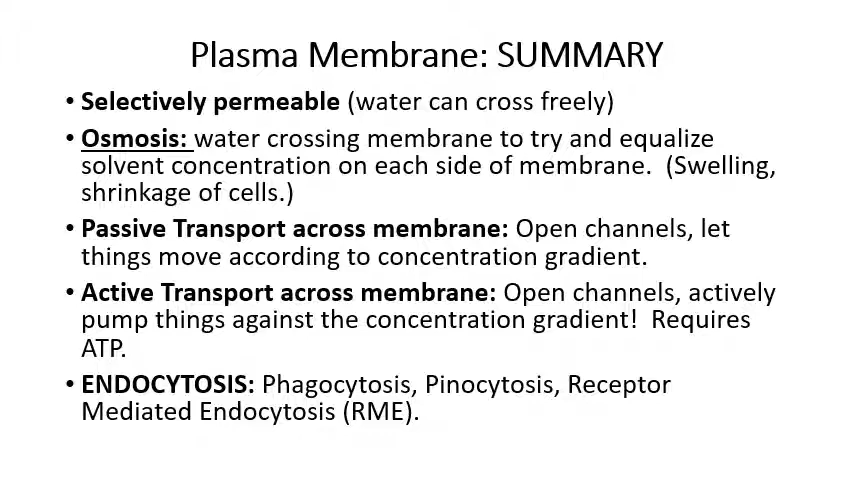 Plasma Membrane: SUMMARY
• Selectively permeable (water can cross freely)
• Osmosis: water crossing membrane to try and equalize
solvent concentration on each side of membrane.  (Swelling,
shrinkage of cells.)
• Passive Transport across membrane: Open channels, let
things move according to concentration gradient.
• Active Transport across membrane: Open channels, actively
pump things against the concentration gradient!  Requires
ATP.
• ENDOCYTOSIS: Phagocytosis, Pinocytosis, Receptor
Mediated Endocytosis (RME).